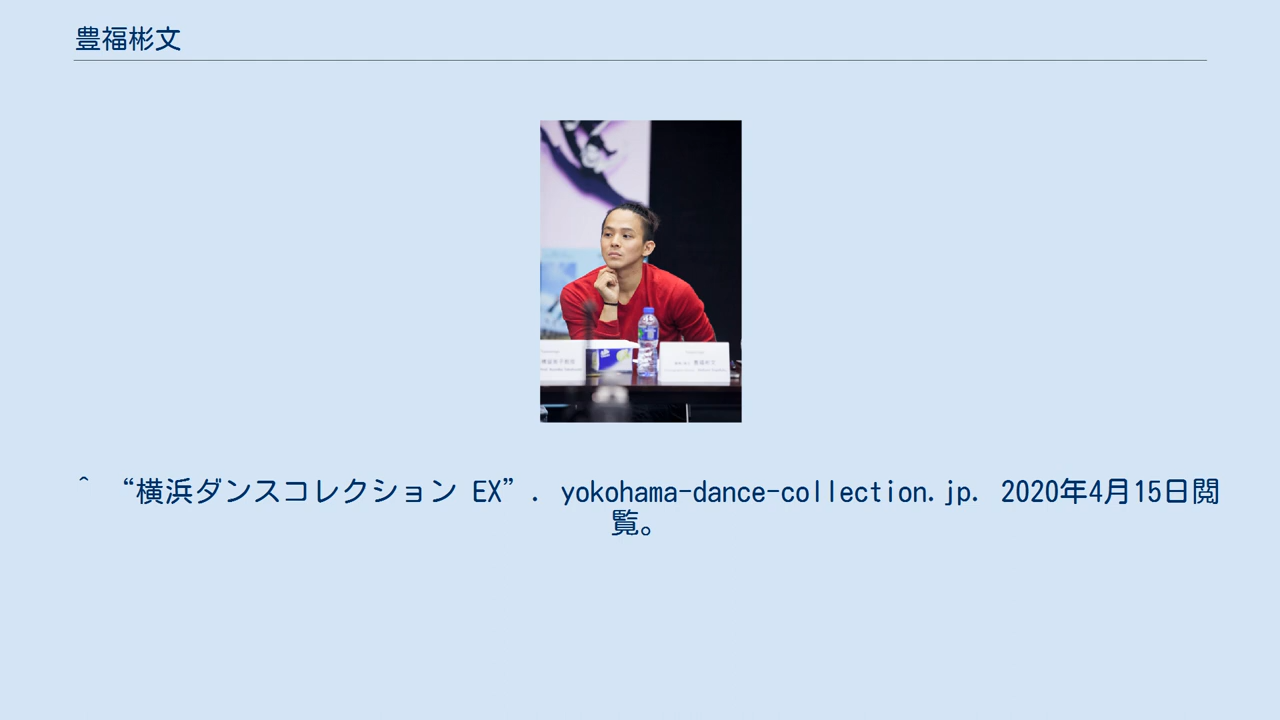 豊福彬文
^ “横浜ダンスコレクション EX”. yokohama-dance-collection.jp. 2020年4月15日閲
覧。